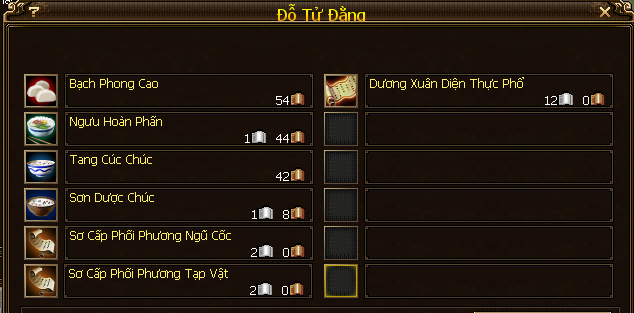 ?
Đỗ Tử Đằng
Bạch Phong Cao
54
Ngưu Hoàn Phấn
1 44
Tang Cúc Chúc
42
Sơn Dược Chúc
1 8
Sơ Cấp Phối Phương Ngũ Cốc
2 0
Sơ Cấp Phối Phương Tạp Vật
2 0
Dương Xuân Diện Thực Phổ
12 0